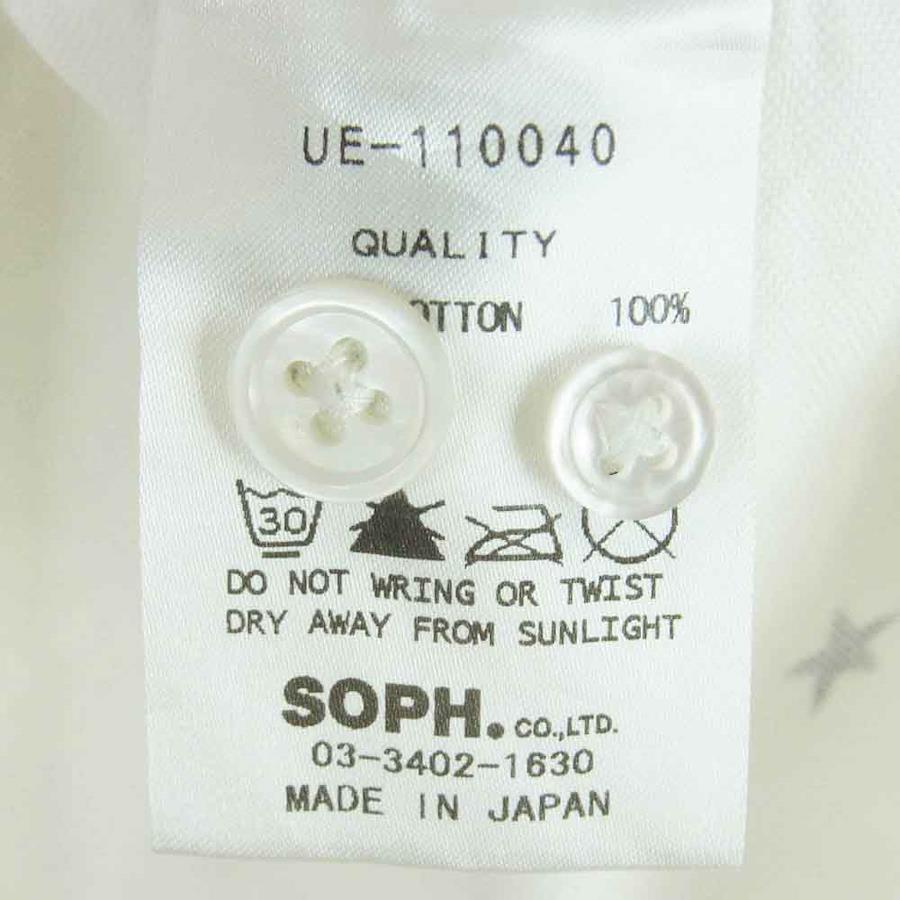 UE-110040
QUALITY
OTTON 100%
30
DO NOT WRING OR TWIST
DRY AWAY FROM SUNLIGHT
SOPH. CO.,LTD.
03-3402-1630
MADE IN JAPAN